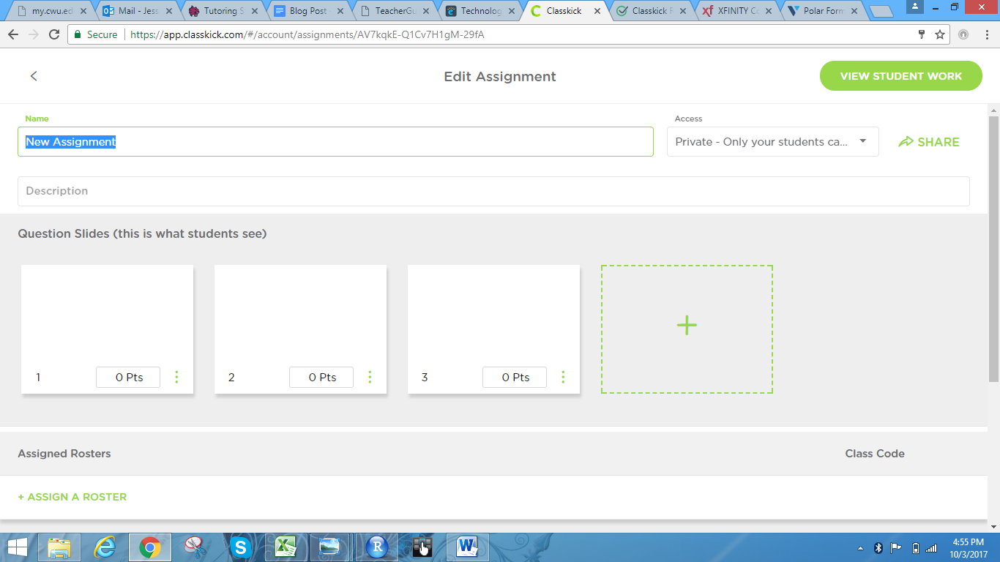 my.cwu.ed
Mail - Jess
Tutoring S
Blog Post -
TeacherGu
Technolog
Classkick
Classkick F
XFINITY Co
Polar Form
Secure https://app.classkick.com/#/account/assignments/AV7kqkE-Q1Cv7H1gM-29fA
Edit Assignment
VIEW STUDENT WORK
Name
Access
New Assignment
Private - Only your students ca...
SHARE
Description
Question Slides (this is what students see)
1 0 Pts
2 0 Pts
3 0 Pts
Assigned Rosters
Class Code
+ ASSIGN A ROSTER
4:55 PM
10/3/2017